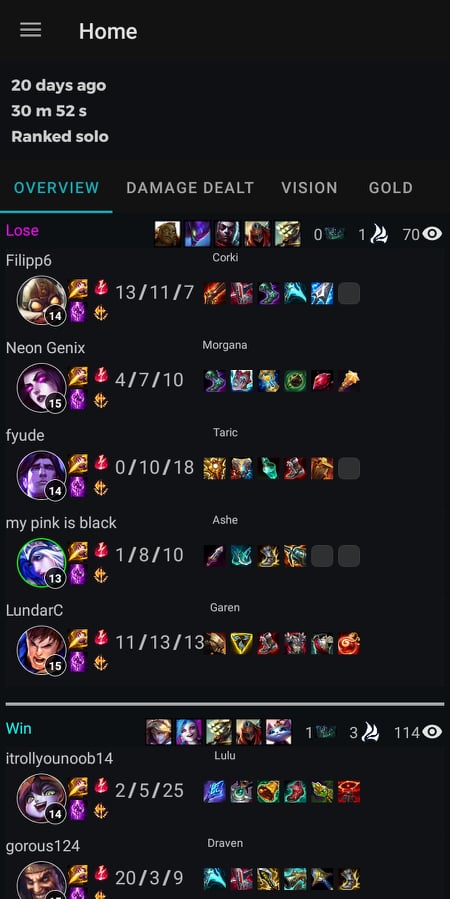 Home
20 days ago
30 m 52 s
Ranked solo
OVERVIEW DAMAGE DEALT VISION GOLD
Lose 0 1 70
Filipp6 Corki
14 13/11/7
Neon Genix Morgana
15 4/7/10
fyude Taric
14 0/10/18
my pink is black Ashe
13 1/8/10
LundarC Garen
15 11/13/13
Win 1 3 114
itrollyounoob14 Lulu
14 2/5/25
gorous124 Draven
20/3/9